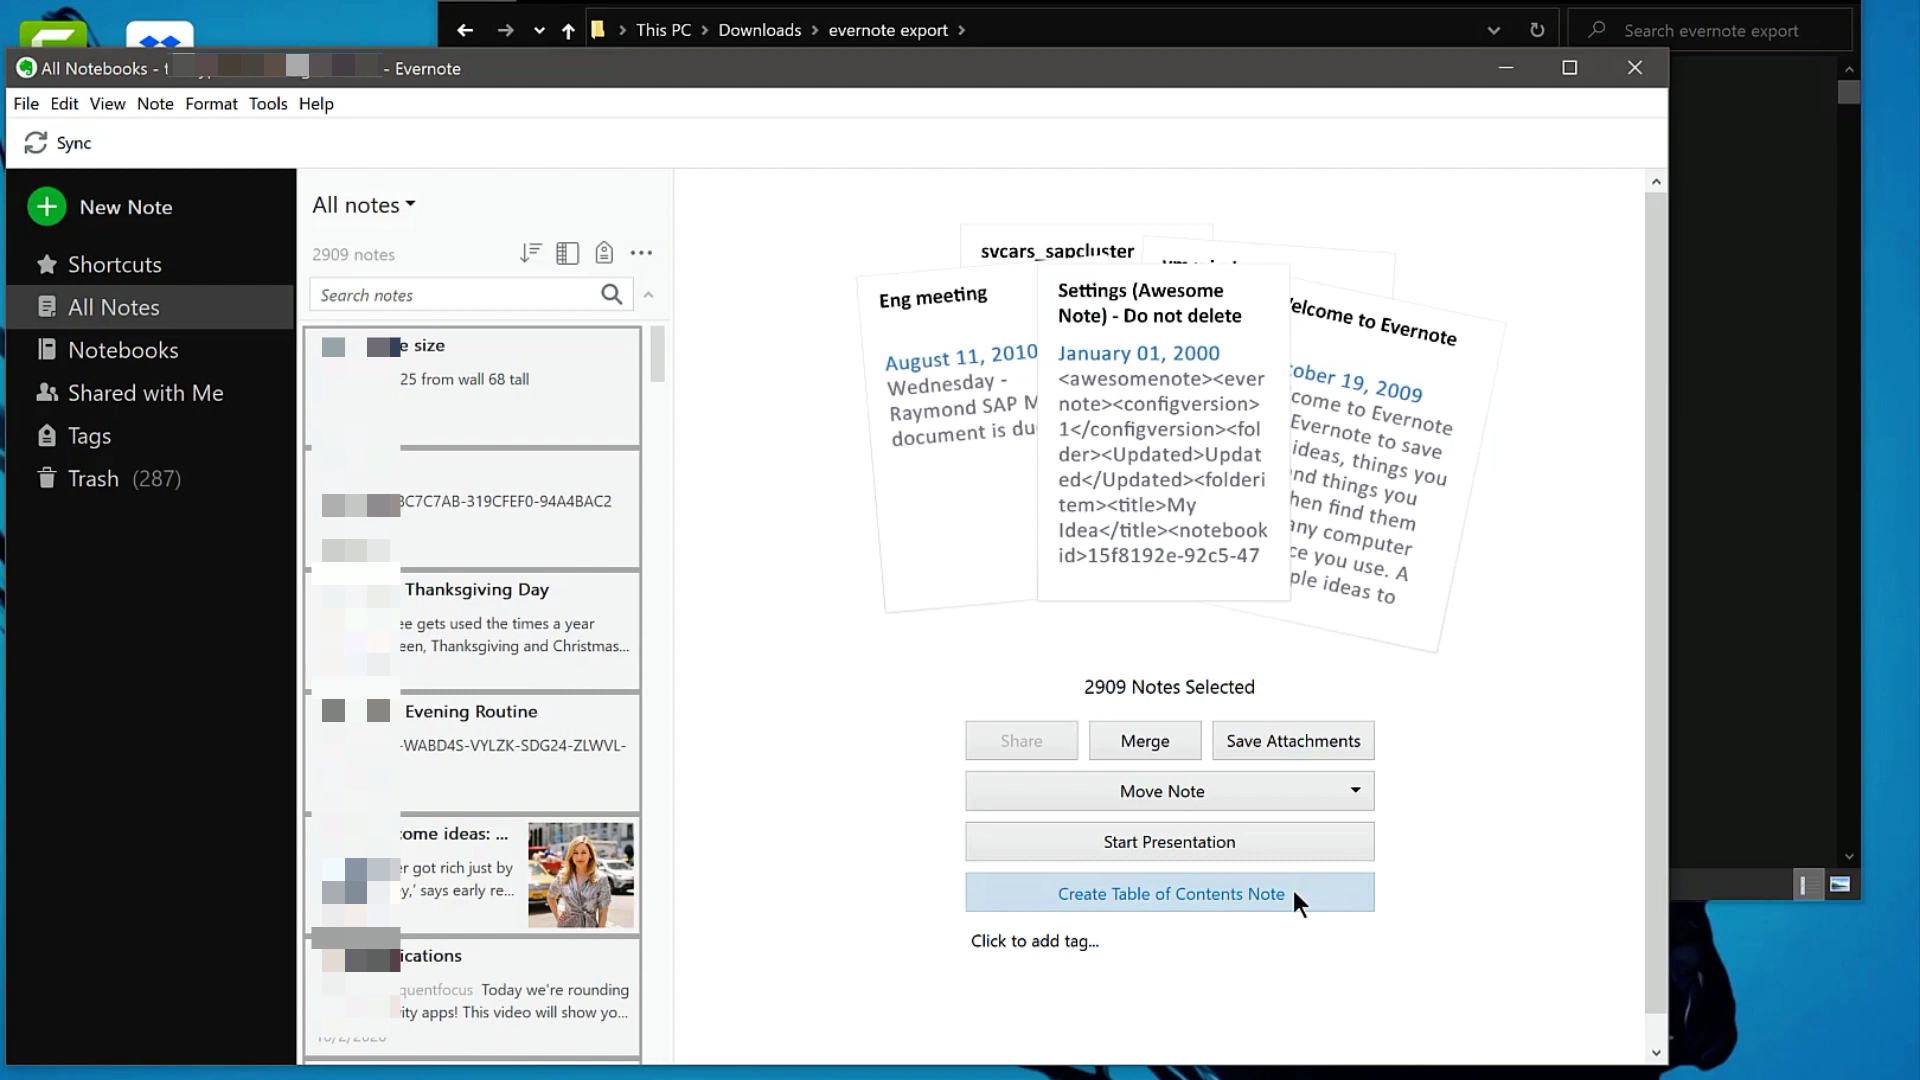 This PC
Downloads
evernote export
Search evernote export
All Notebooks -
- Evernote
File Edit View Note Format Tools Help
Sync
New Note
Shortcuts
All Notes
Notebooks
Shared with Me
Tags
Trash (287)
All notes
2909 notes
Search notes
e size
25 from wall 68 tall
C7C7AB-319CFEF0-94A4BAC2
Thanksgiving Day
ee gets used the times a year
een, Thanksgiving and Christmas...
Evening Routine
-WABD4S-VYLZK-SDG24-ZLWVL-
come ideas: ...
r got rich just by
y,' says early re...
ications
quentfocus Today we're rounding
ity apps! This video will show yo...
svcars_sapcluster
Eng meeting
August 11, 2010
Wednesday -
Raymond SAP M
document is du
Settings (Awesome
Note) - Do not delete
January 01, 2000
<awesomenote><ever
note><configversion>
1</configversion><fol
der><Updated>Updat
ed</Updated><folderi
tem><title>My
Idea</title><notebook
id>15f8192e-92c5-47
elcome to Evernote
ober 19, 2009
come to Evernote
Evernote to save
ideas, things you
nd things you
hen find them
any computer
ce you use. A
ple ideas to
2909 Notes Selected
Share
Merge
Save Attachments
Move Note
Start Presentation
Create Table of Contents Note
Click to add tag...